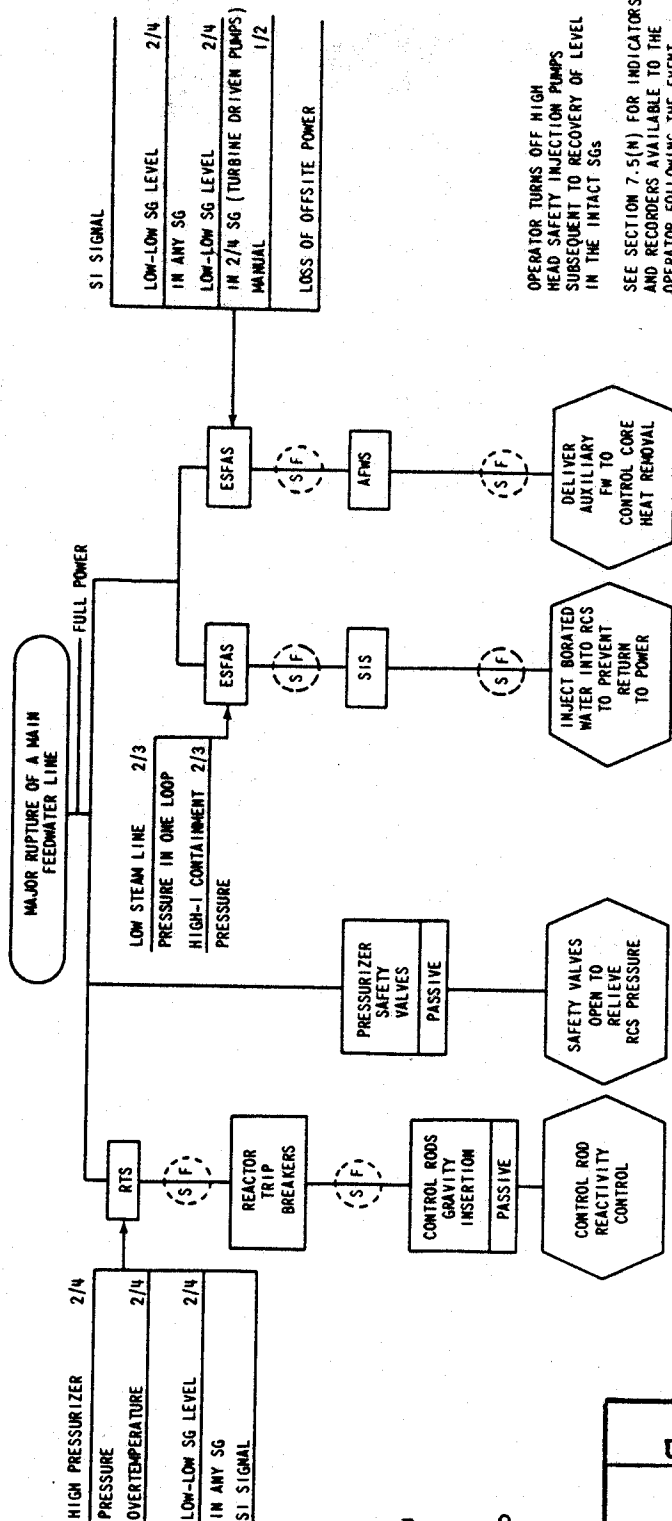 MAJOR RUPTURE OF A MAIN
FEEDWATER LINE
FULL POWER
HIGH PRESSURIZER 2/4
PRESSURE
OVERTEMPERATURE 2/4
LOW-LOW SG LEVEL 2/4
IN ANY SG
SI SIGNAL
RTS
S F
REACTOR
TRIP
BREAKERS
S F
CONTROL RODS
GRAVITY
INSERTION
PASSIVE
CONTROL ROD
REACTIVITY
CONTROL
PRESSURIZER
SAFETY
VALVES
PASSIVE
SAFETY VALVES
OPEN TO
RELIEVE
RCS PRESSURE
LOW STEAM LINE 2/3
PRESSURE IN ONE LOOP
HIGH-I CONTAINMENT 2/3
PRESSURE
ESFAS
S F
SIS
S F
INJECT BORATED
WATER INTO RCS
TO PREVENT
RETURN
TO POWER
ESFAS
S F
AFWS
S F
DELIVER
AUXILIARY
FW TO
CONTROL CORE
HEAT REMOVAL
SI SIGNAL
LOW-LOW SG LEVEL 2/4
IN ANY SG
LOW-LOW SG LEVEL 2/4
IN 2/4 SG (TURBINE DRIVEN PUMPS)
MANUAL 1/2
LOSS OF OFFSITE POWER
OPERATOR TURNS OFF HIGH
HEAD SAFETY INJECTION PUMPS
SUBSEQUENT TO RECOVERY OF LEVEL
IN THE INTACT SGs
SEE SECTION 7.5(N) FOR INDICATORS
AND RECORDERS AVAILABLE TO THE
OPERATOR FOLLOWING THE EVENT